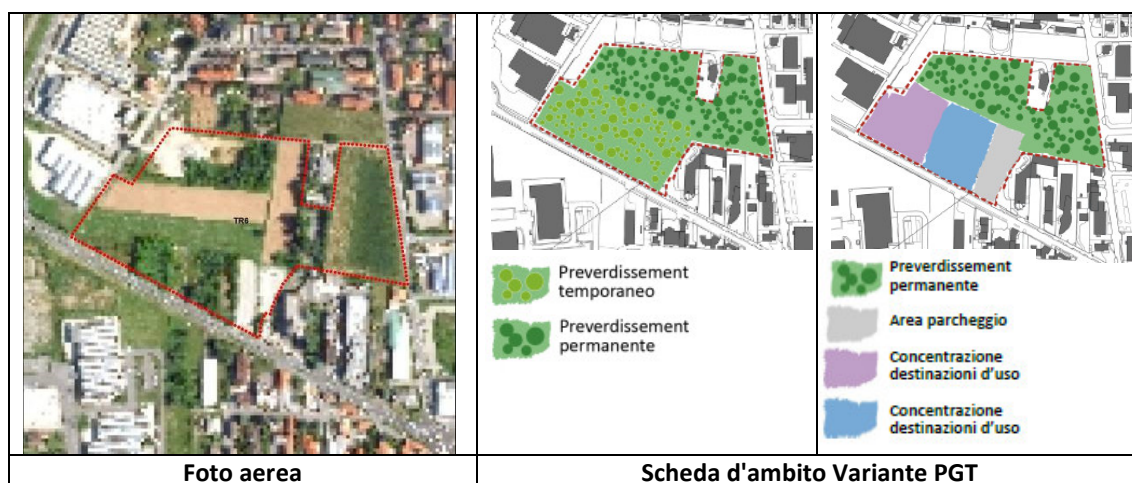 TR6
Preverdissement
temporaneo
Preverdissement
permanente
Preverdissement
permanente
Area parcheggio
Concentrazione
destinazioni d'uso
Concentrazione
destinazioni d'uso
Foto aerea
Scheda d'ambito Variante PGT